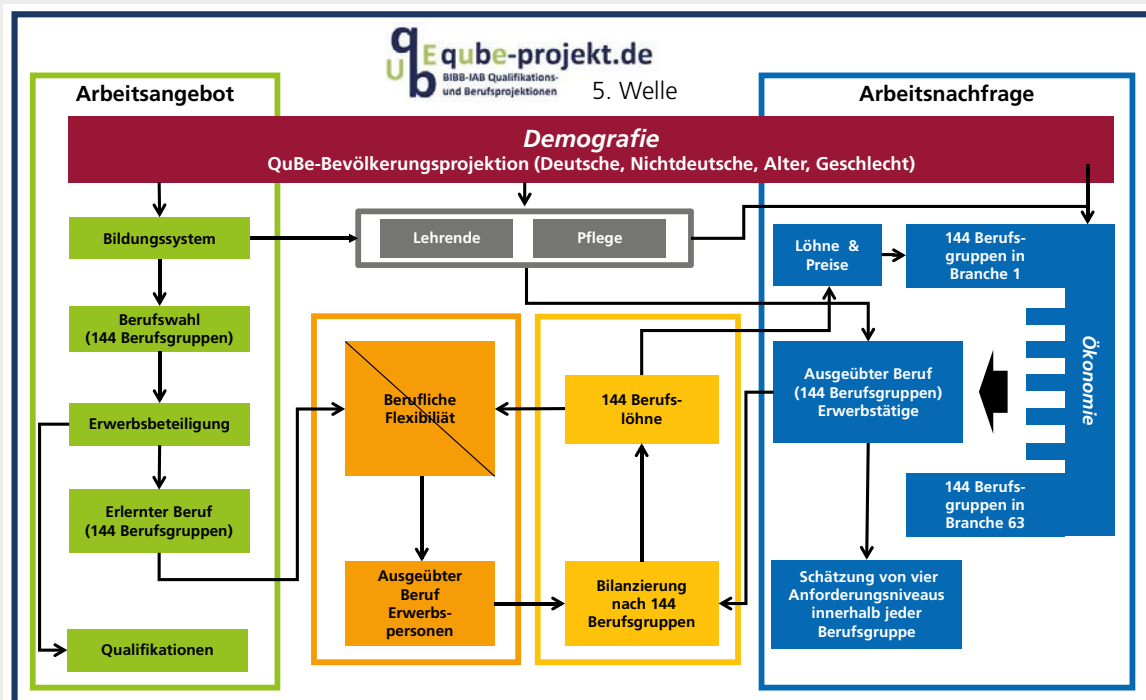 qube
qube-projekt.de
BIBB-IAB Qualifikations-
und Berufsprojektionen
5. Welle
Arbeitsangebot
Arbeitsnachfrage
Demografie
QuBe-Bevölkerungsprojektion (Deutsche, Nichtdeutsche, Alter, Geschlecht)
Bildungssystem
Lehrende
Pflege
Löhne &
Preise
144 Berufs-
gruppen in
Branche 1
Berufswahl
(144 Berufsgruppen)
Berufliche
Flexibiliät
144 Berufs-
löhne
Ausgeübter Beruf
(144 Berufsgruppen)
Erwerbstätige
Ökonomie
Erwerbsbeteiligung
Erlernter Beruf
(144 Berufsgruppen)
144 Berufs-
gruppen in
Branche 63
Ausgeübter
Beruf
Erwerbs-
personen
Bilanzierung
nach 144
Berufsgruppen
Schätzung von vier
Anforderungsniveaus
innerhalb jeder
Berufsgruppe
Qualifikationen